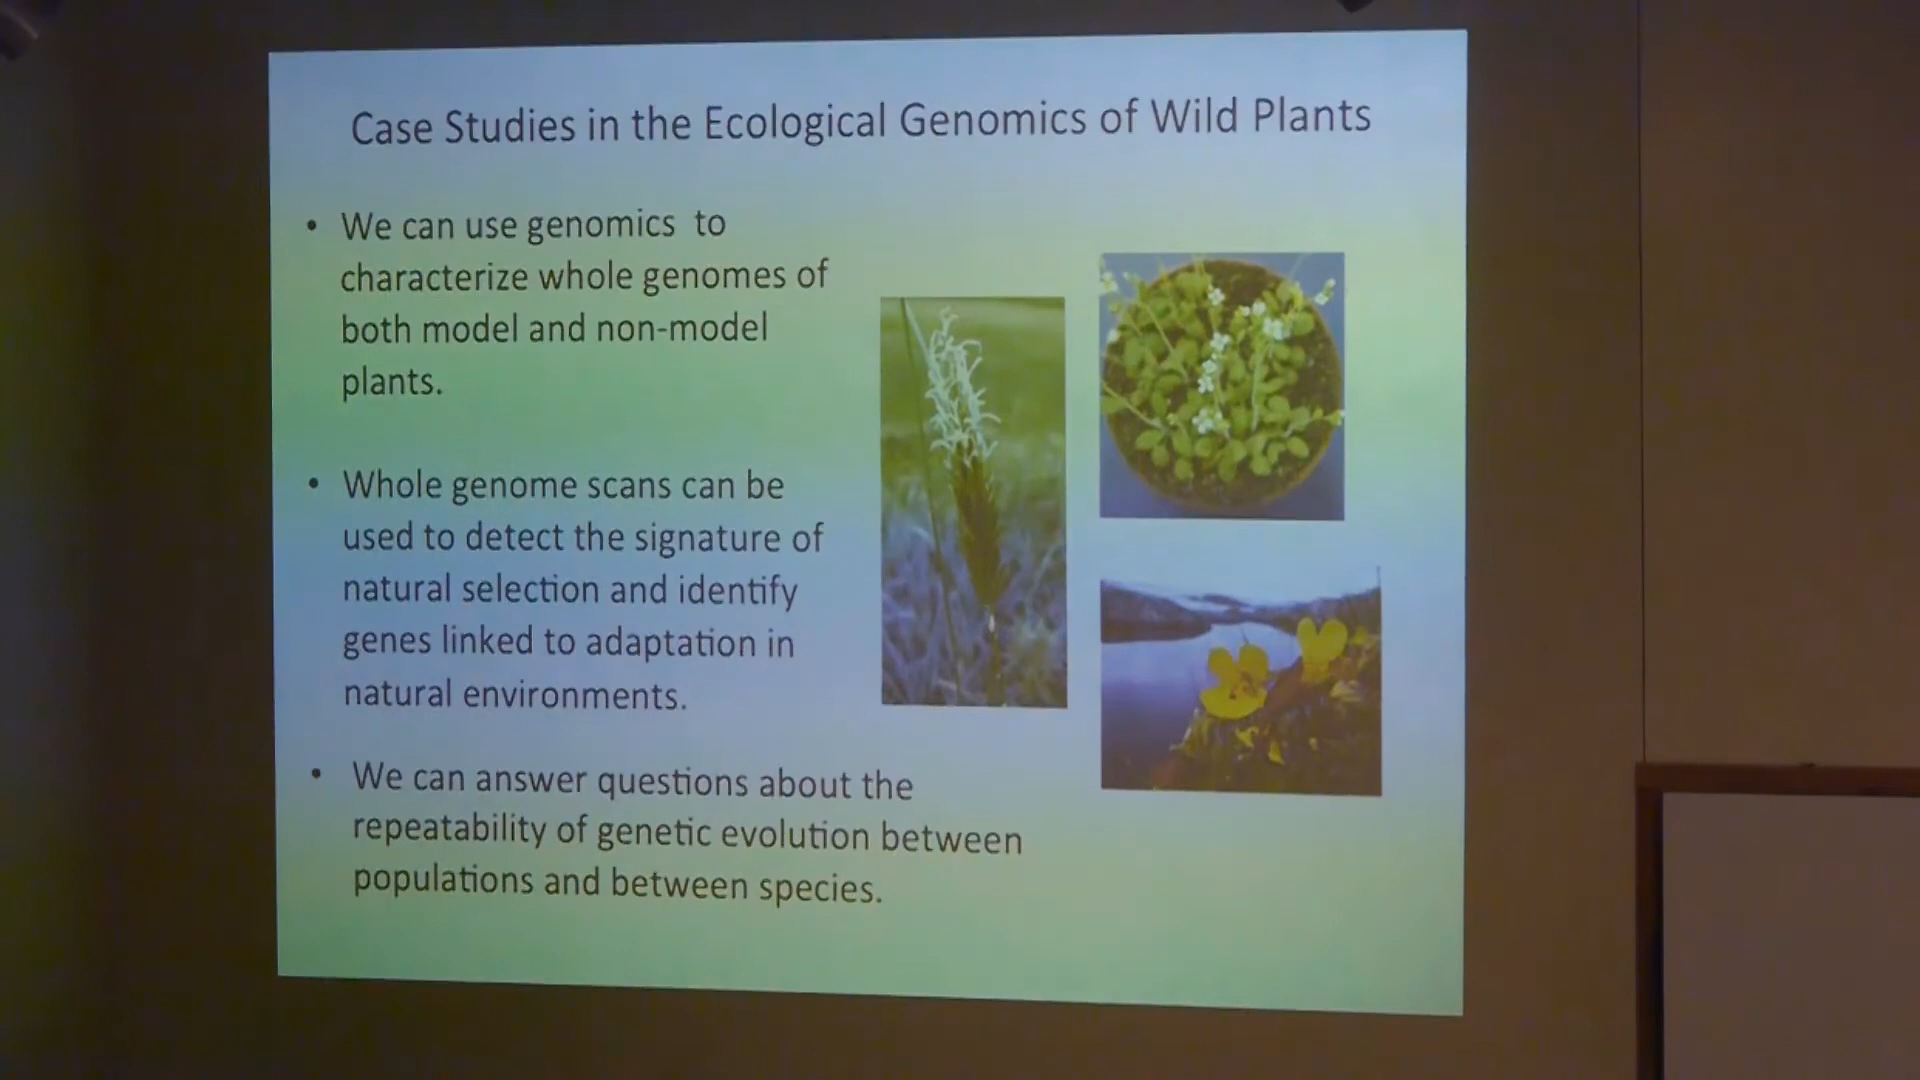 Case Studies in the Ecological Genomics of Wild Plants
• We can use genomics to
characterize whole genomes of
both model and non-model
plants.
• Whole genome scans can be
used to detect the signature of
natural selection and identify
genes linked to adaptation in
natural environments.
• We can answer questions about the
repeatability of genetic evolution between
populations and between species.